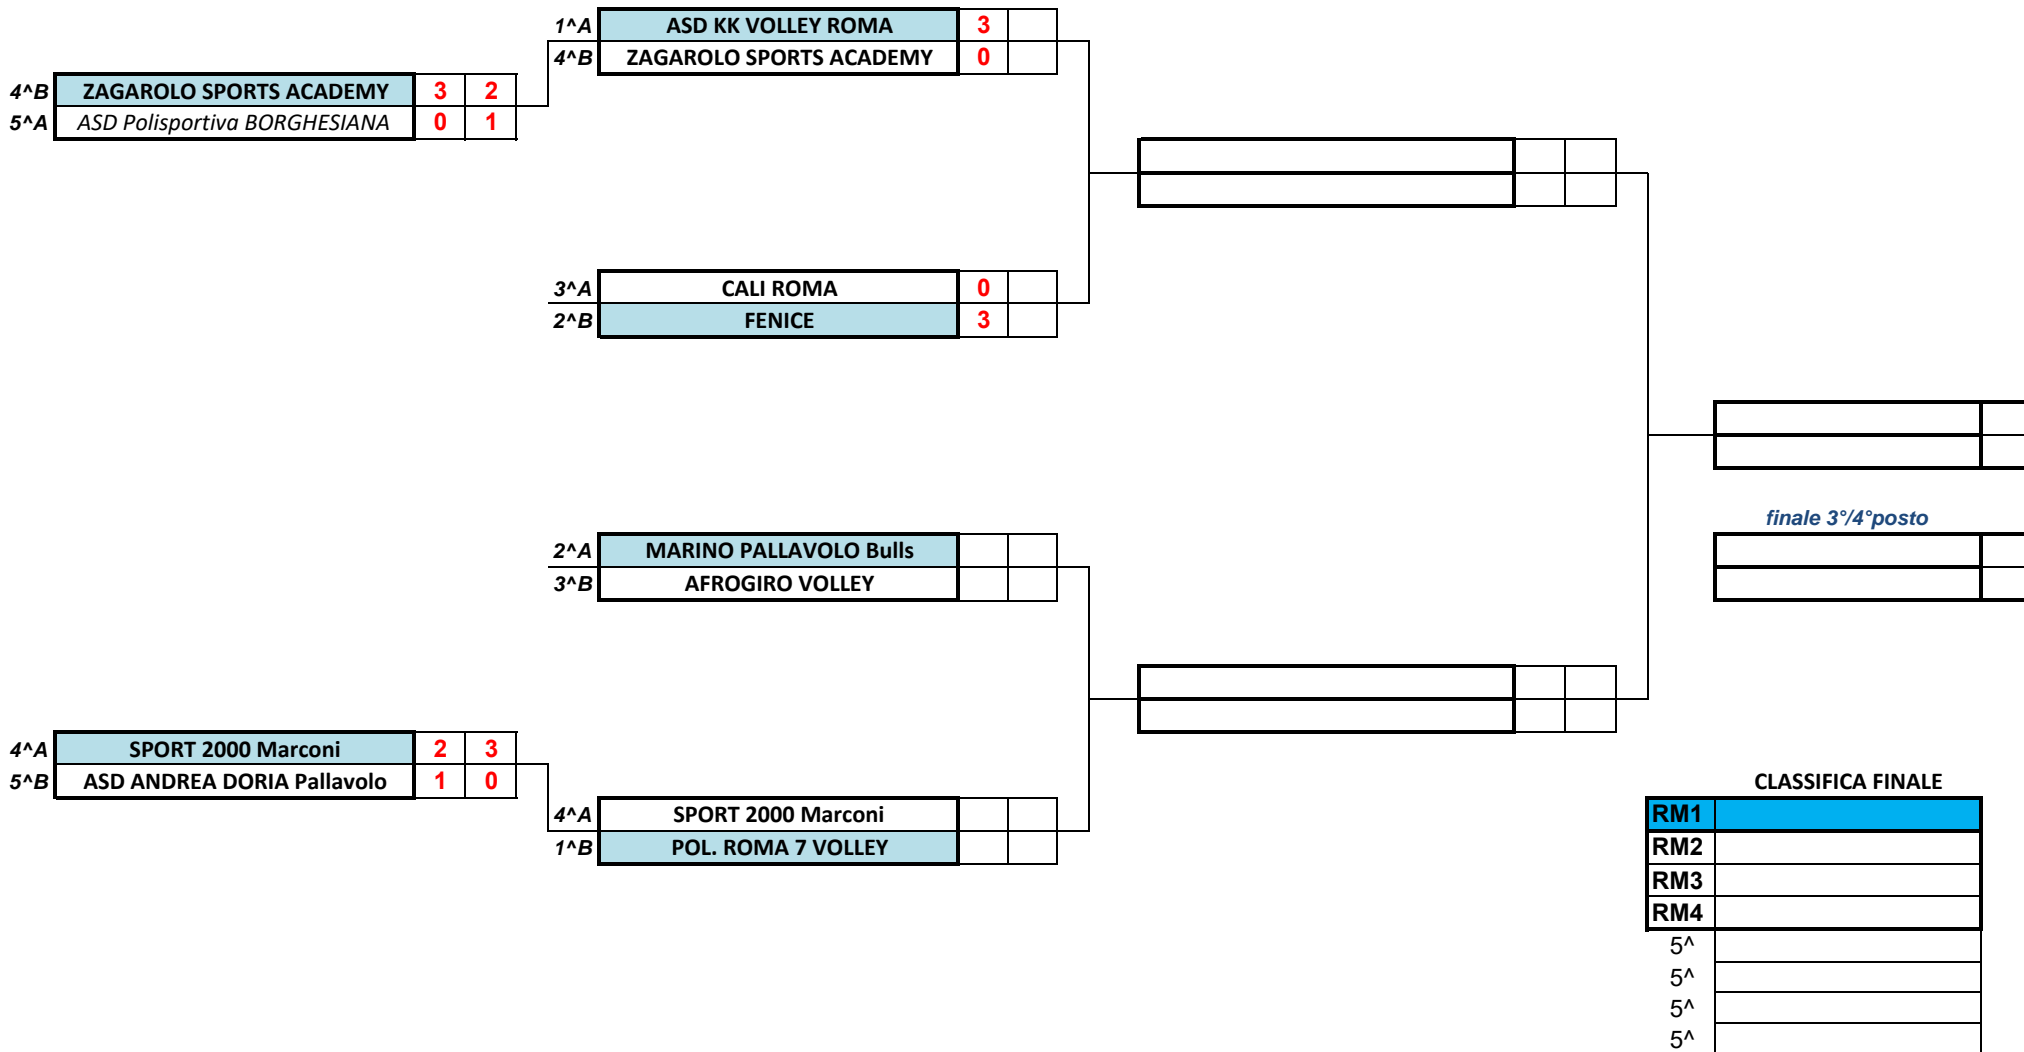 1^A ASD KK VOLLEY ROMA 3
4^B ZAGAROLO SPORTS ACADEMY 0
4^B ZAGAROLO SPORTS ACADEMY 3 2
5^A ASD Polisportiva BORGHESIANA 0 1
3^A CALI ROMA 0
2^B FENICE 3
finale 3°/4°posto
2^A MARINO PALLAVOLO Bulls
3^B AFROGIRO VOLLEY
4^A SPORT 2000 Marconi 2 3
5^B ASD ANDREA DORIA Pallavolo 1 0
4^A SPORT 2000 Marconi
1^B POL. ROMA 7 VOLLEY
CLASSIFICA FINALE
RM1
RM2
RM3
RM4
5^
5^
5^
5^